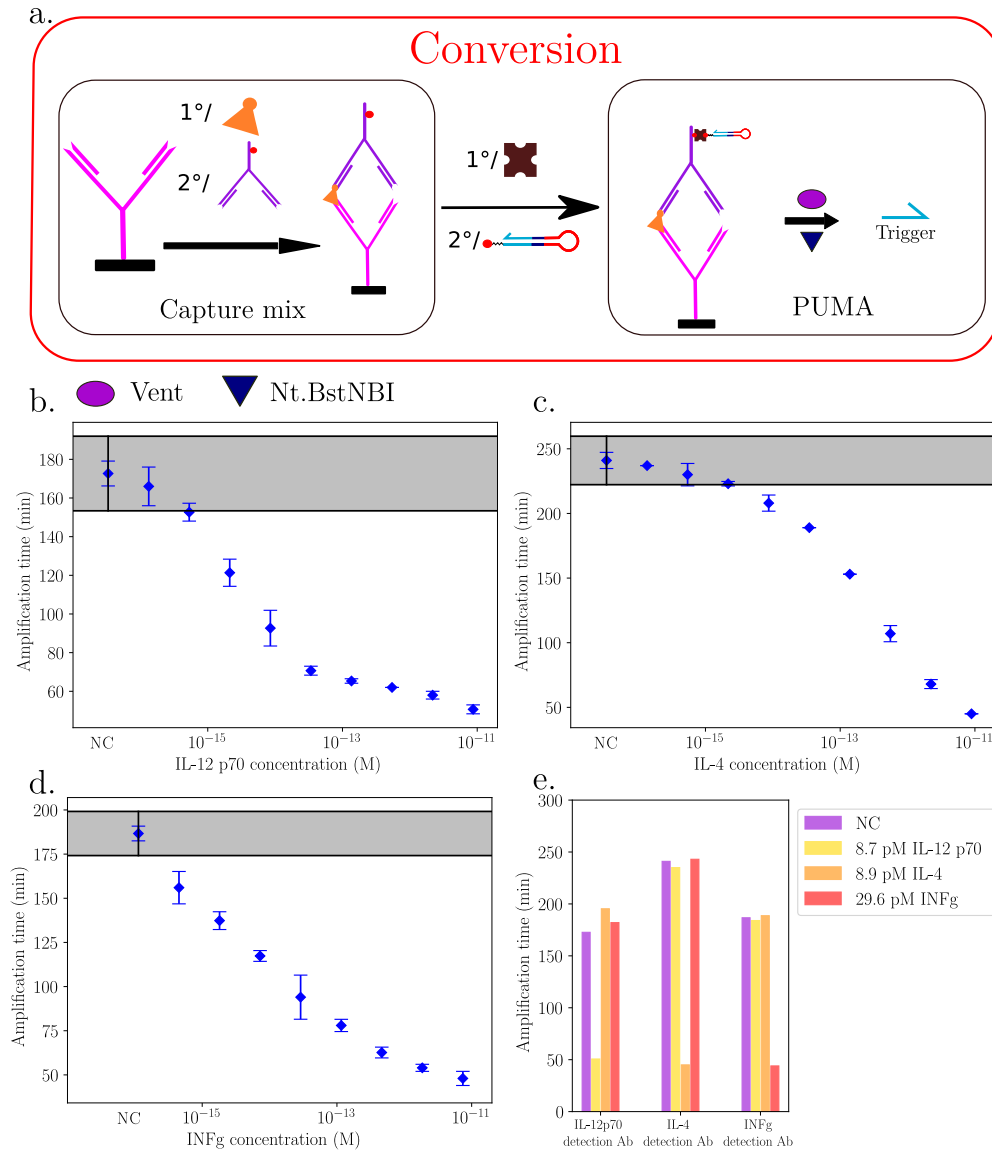 a.
Conversion
1°/
2°/
Capture mix
1°/
2°/
Trigger
PUMA
Vent
Nt.BstNBI
b.
180
160
140
120
100
80
60
Amplification time (min)
NC
10⁻¹⁵
10⁻¹³
10⁻¹¹
IL-12 p70 concentration (M)
c.
250
200
150
100
50
Amplification time (min)
NC
10⁻¹⁵
10⁻¹³
10⁻¹¹
IL-4 concentration (M)
d.
200
175
150
125
100
75
50
Amplification time (min)
NC
10⁻¹⁵
10⁻¹³
10⁻¹¹
INFg concentration (M)
e.
300
250
200
150
100
50
0
Amplification time (min)
IL-12p70
detection Ab
IL-4
detection Ab
INFg
detection Ab
NC
8.7 pM IL-12 p70
8.9 pM IL-4
29.6 pM INFg